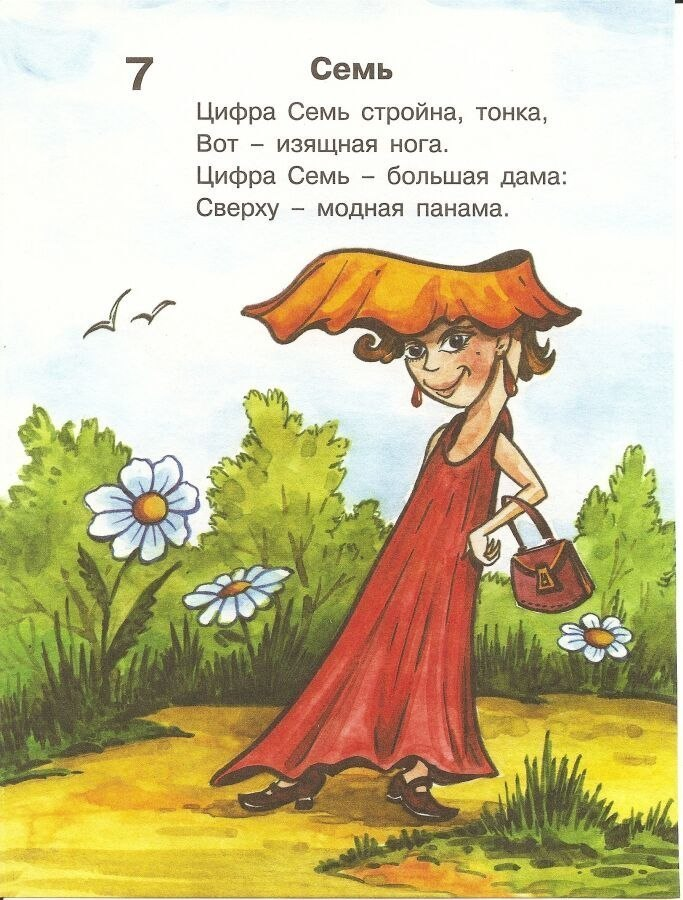 7
Семь
Цифра Семь стройна, тонка,
Вот – изящная нога.
Цифра Семь – большая дама:
Сверху – модная панама.